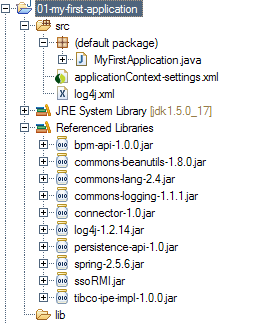 01-my-first-application
src
(default package)
MyFirstApplication.java
applicationContext-settings.xml
log4j.xml
JRE System Library [jdk1.5.0_17]
Referenced Libraries
bpm-api-1.0.0.jar
commons-beanutils-1.8.0.jar
commons-lang-2.4.jar
commons-logging-1.1.1.jar
connector-1.0.jar
log4j-1.2.14.jar
persistence-api-1.0.jar
spring-2.5.6.jar
ssoRMI.jar
tibco-ipe-impl-1.0.0.jar
lib